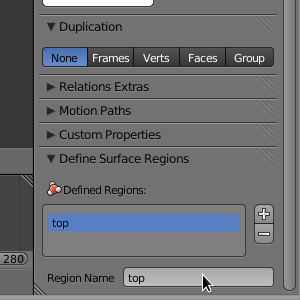 Duplication
None Frames Verts Faces Group
Relations Extras
Motion Paths
Custom Properties
Define Surface Regions
Defined Regions:
top
280
Region Name top